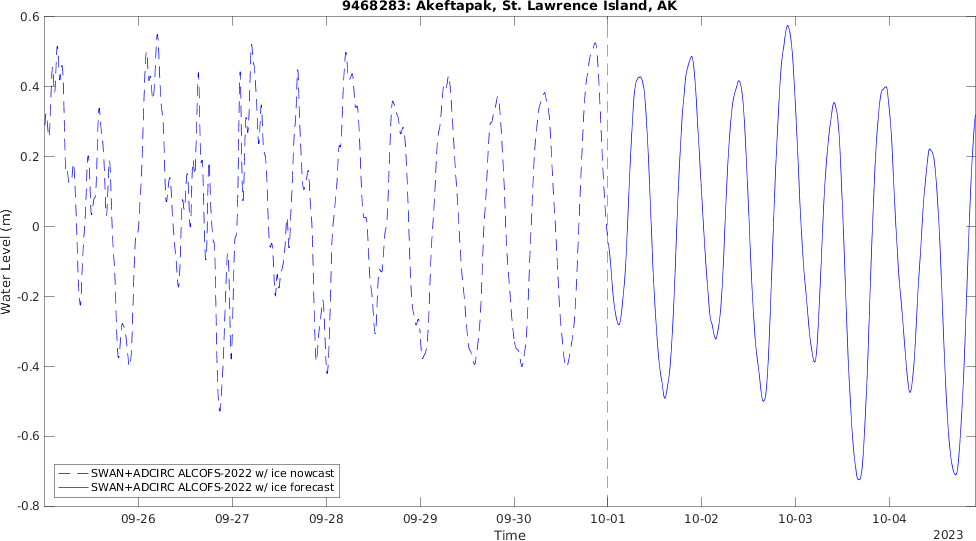 9468283: Akeftapak, St. Lawrence Island, AK
0.6
0.4
0.2
0
-0.2
-0.4
-0.6
-0.8
Water Level (m)
SWAN+ADCIRC ALCOFS-2022 w/ ice nowcast
SWAN+ADCIRC ALCOFS-2022 w/ ice forecast
09-26 09-27 09-28 09-29 09-30 10-01 10-02 10-03 10-04
Time
2023